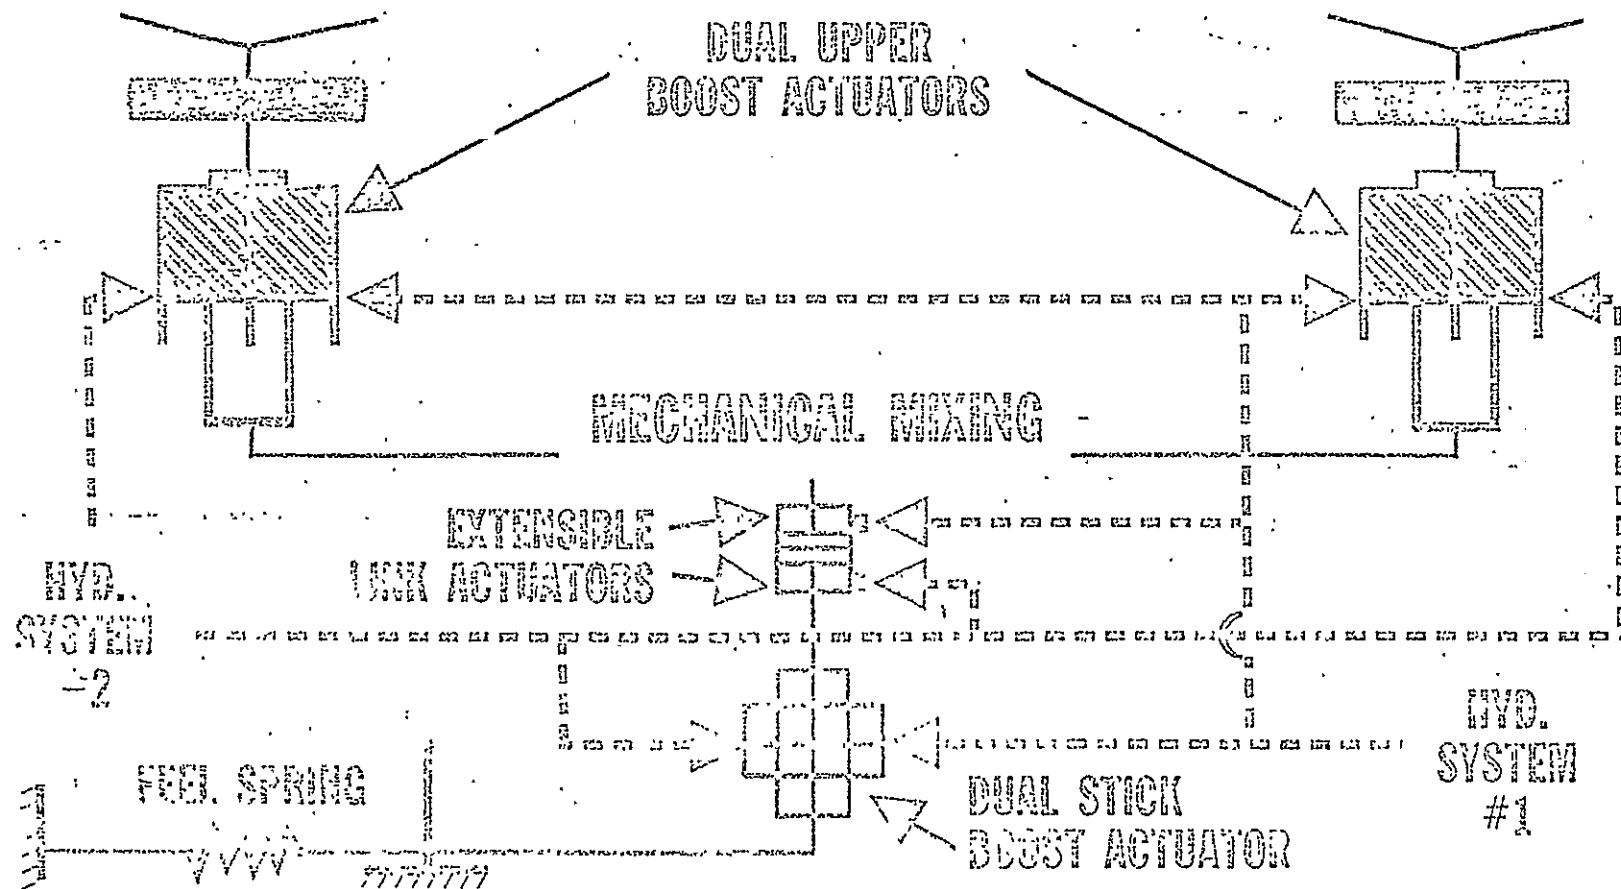 DUAL UPPER
BOOST ACTUATORS
MECHANICAL MIXING
EXTENSIBLE
LINK ACTUATORS
HYD.
SYSTEM
-2
FEEL SPRING
DUAL STICK
BOOST ACTUATOR
HYD.
SYSTEM
#1